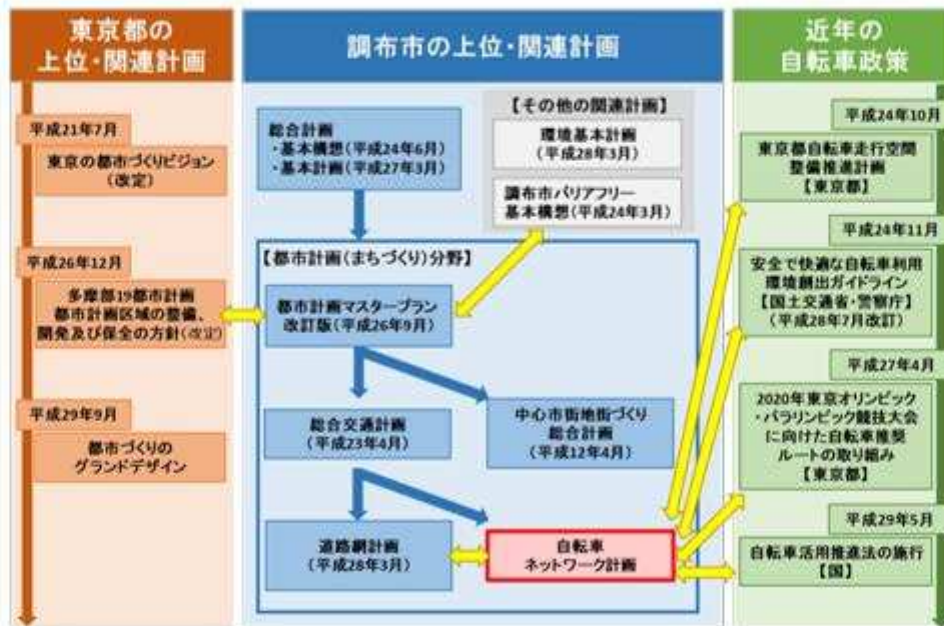 東京都の
上位・関連計画
平成21年7月
東京の都市づくりビジョン
(改定)
平成26年12月
多摩部19都市計画
都市計画区域の整備、
開発及び保全の方針(改定)
平成29年9月
都市づくりの
グランドデザイン
調布市の上位・関連計画
総合計画
・基本構想(平成24年6月)
・基本計画(平成27年3月)
【その他の関連計画】
環境基本計画
(平成28年3月)
調布市バリアフリー
基本構想(平成24年3月)
【都市計画(まちづくり)分野】
都市計画マスタープラン
改訂版(平成26年9月)
総合交通計画
(平成23年4月)
中心市街地街づくり
総合計画
(平成12年4月)
道路網計画
(平成28年3月)
自転車
ネットワーク計画
近年の
自転車政策
平成24年10月
東京都自転車走行空間
整備推進計画
【東京都】
平成24年11月
安全で快適な自転車利用
環境創出ガイドライン
【国土交通省・警察庁】
(平成28年7月改訂)
平成27年4月
2020年東京オリンピック
・パラリンピック競技大会
に向けた自転車推奨
ルートの取り組み
【東京都】
平成29年5月
自転車活用推進法の施行
【国】